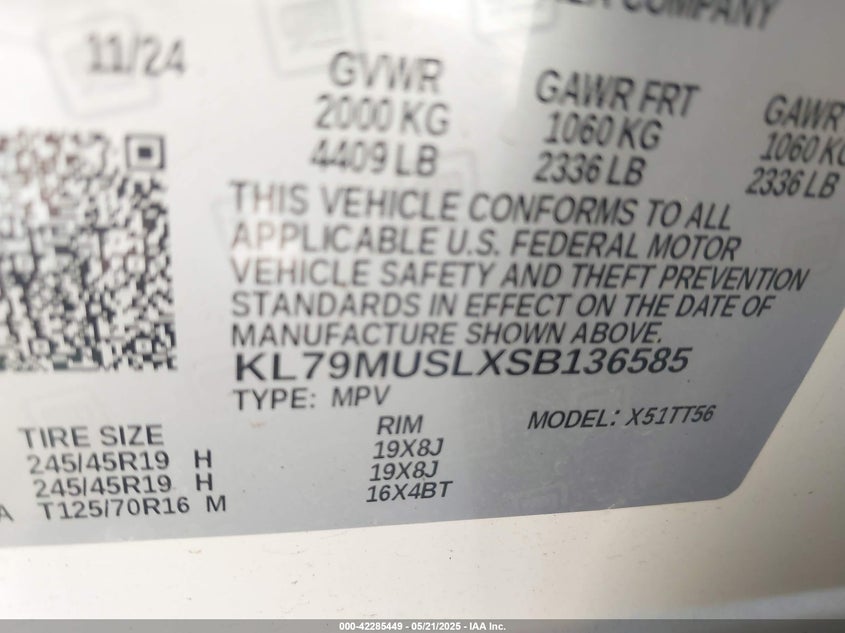 COMPANY
11/24
GVWR
2000 KG
4409 LB
GAWR FRT
1060 KG
2336 LB
GAWR
1060 KG
2336 LB
THIS VEHICLE CONFORMS TO ALL
APPLICABLE U.S. FEDERAL MOTOR
VEHICLE SAFETY AND THEFT PREVENTION
STANDARDS IN EFFECT ON THE DATE OF
MANUFACTURE SHOWN ABOVE.
KL79MUSLXSB136585
TYPE: MPV
MODEL: X51TT56
TIRE SIZE RIM
245/45R19 H 19X8J
245/45R19 H 19X8J
A T125/70R16 M 16X4BT
000-42285449 - 05/21/2025 - IAA Inc.